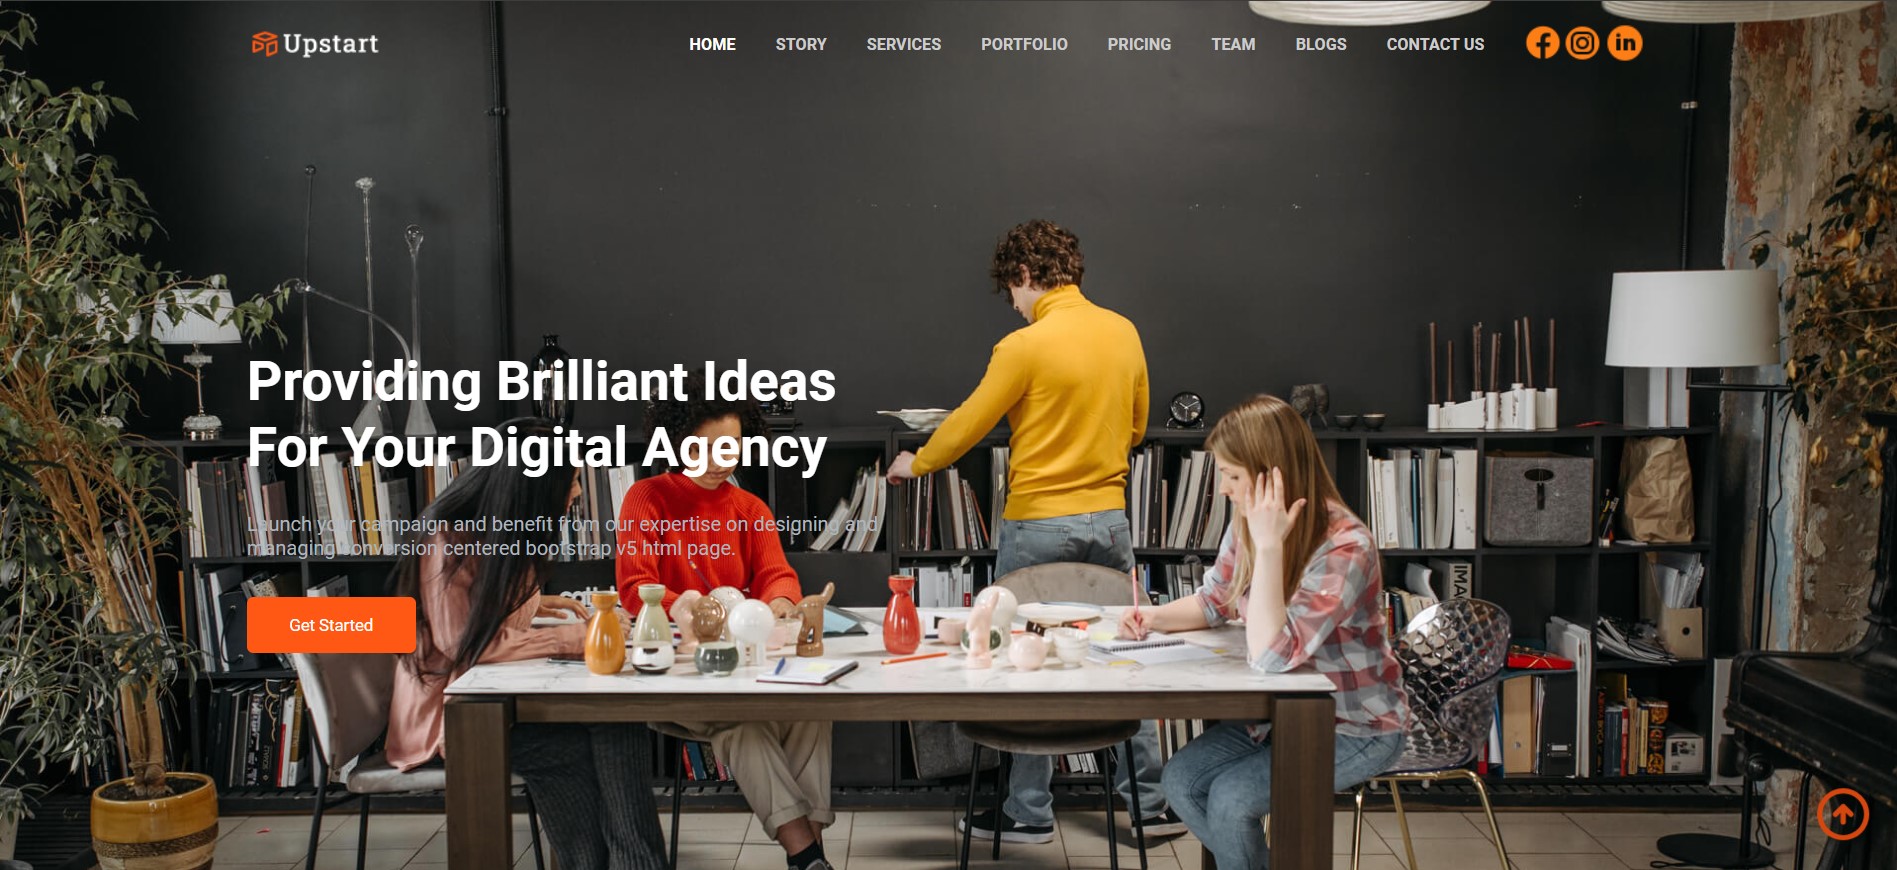 Upstart
HOME STORY SERVICES PORTFOLIO PRICING TEAM BLOGS CONTACT US
Providing Brilliant Ideas
For Your Digital Agency
Launch your campaign and benefit from our expertise on designing and
managing conversion centered bootstrap v5 html page.
Get Started
IMA